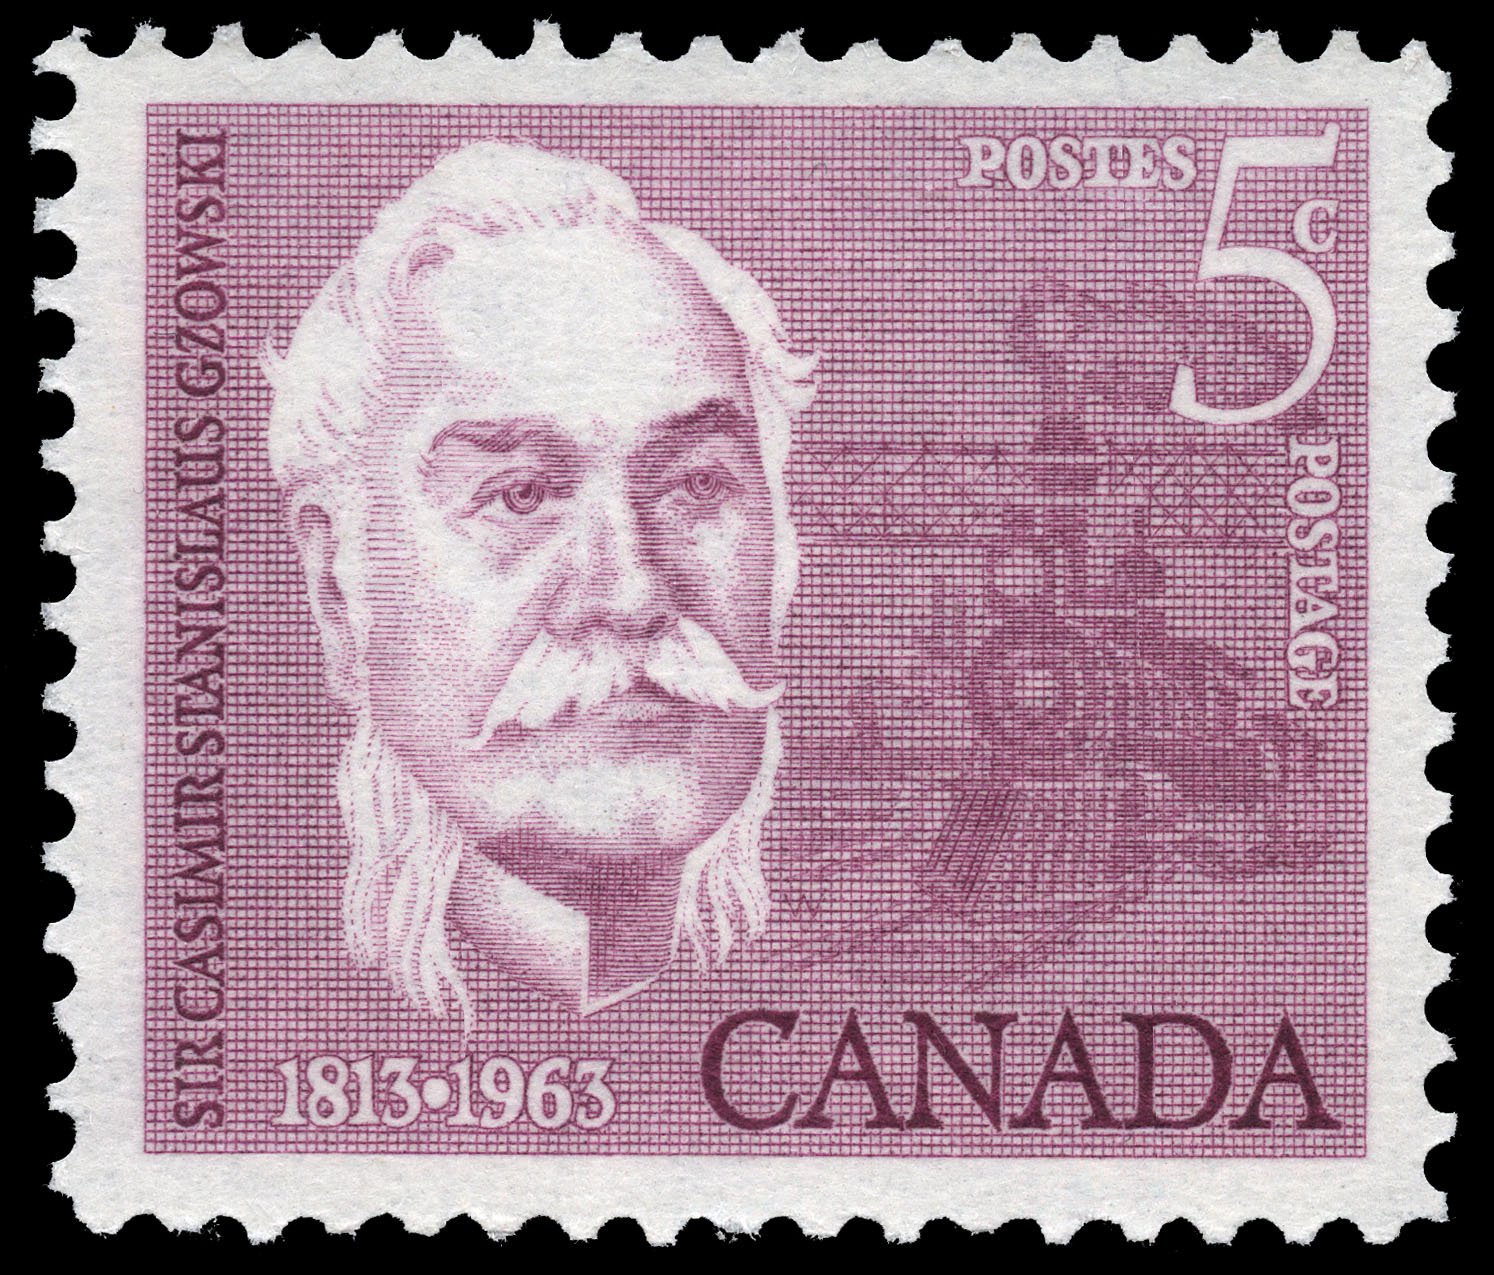 SIR CASIMIR STANISLAUS GZOWSKI
POSTES 5c
POSTAGE
1813•1963
CANADA